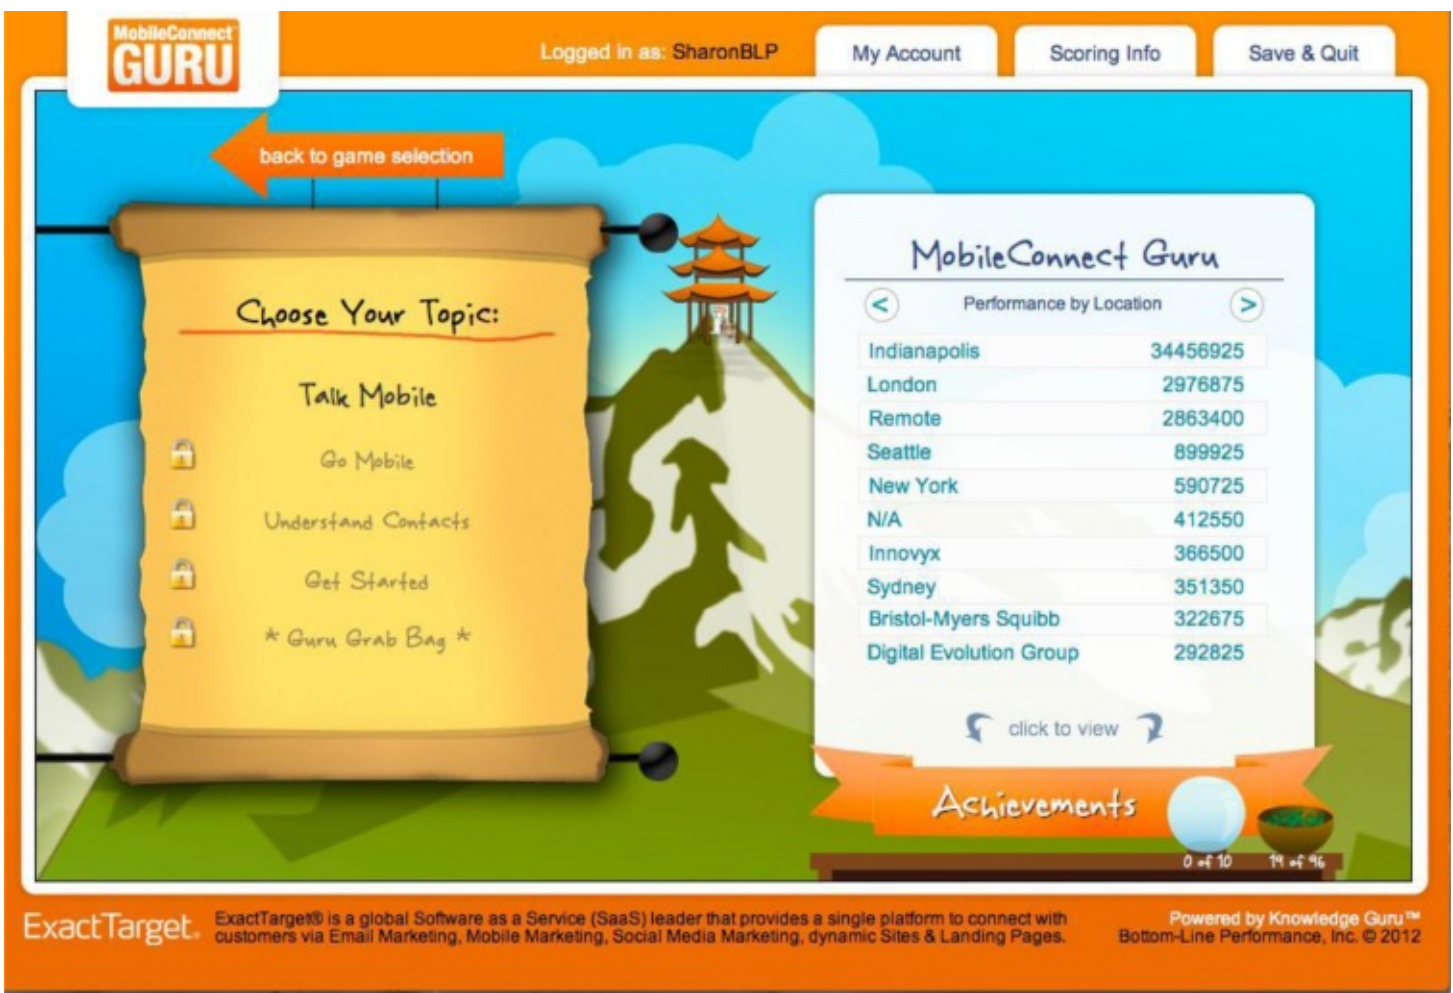 MobileConnect™
GURU
Logged in as: SharonBLP
My Account
Scoring Info
Save & Quit
back to game selection
Choose Your Topic:
Talk Mobile
Go Mobile
Understand Contacts
Get Started
* Guru Grab Bag *
MobileConnect Guru
< Performance by Location >
Indianapolis 34456925
London 2976875
Remote 2863400
Seattle 899925
New York 590725
N/A 412550
Innovyx 366500
Sydney 351350
Bristol-Myers Squibb 322675
Digital Evolution Group 292825
click to view
Achievements
0 of 10
19 of 96
ExactTarget.
ExactTarget® is a global Software as a Service (SaaS) leader that provides a single platform to connect with
customers via Email Marketing, Mobile Marketing, Social Media Marketing, dynamic Sites & Landing Pages.
Powered by Knowledge Guru™
Bottom-Line Performance, Inc. © 2012